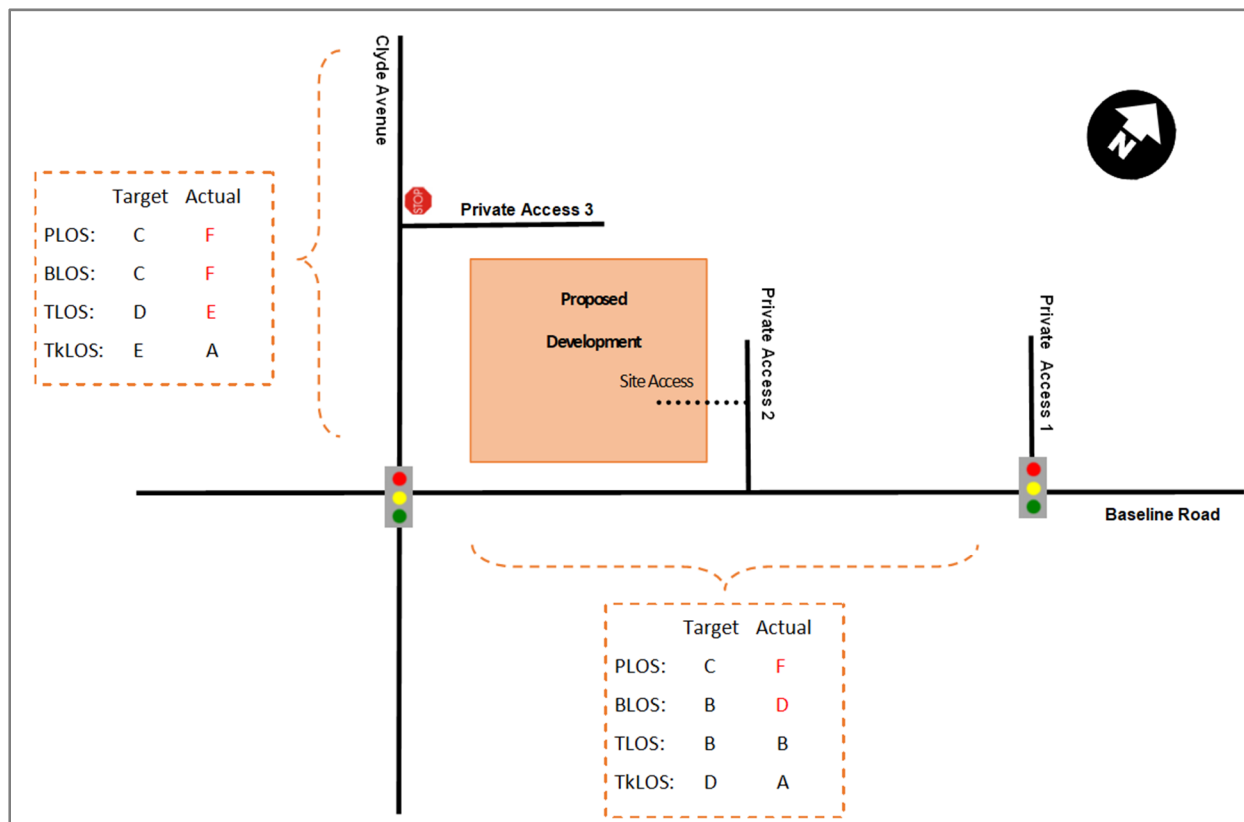 Clyde Avenue
N
STOP
Private Access 3
Target Actual
PLOS: C F
BLOS: C F
TLOS: D E
TkLOS: E A
Proposed
Development
Site Access
Private Access 2
Private Access 1
Baseline Road
Target Actual
PLOS: C F
BLOS: B D
TLOS: B B
TkLOS: D A